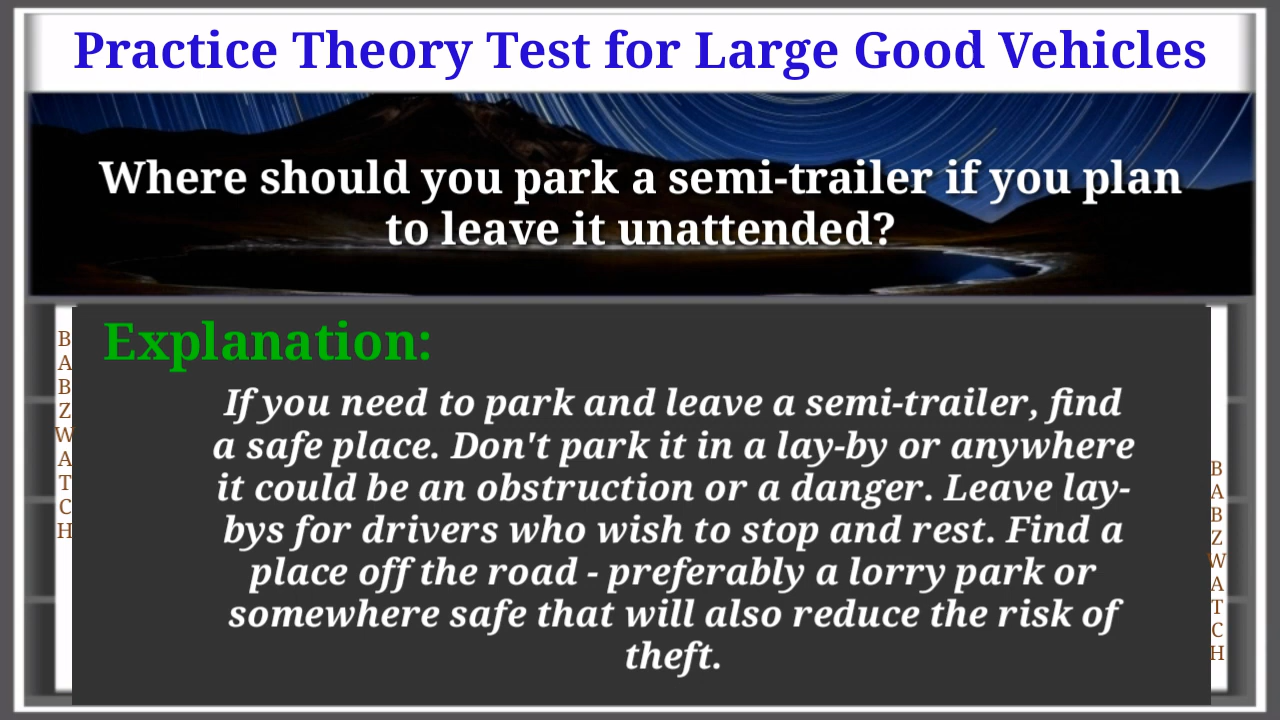 Practice Theory Test for Large Good Vehicles
Where should you park a semi-trailer if you plan
to leave it unattended?
Explanation:
If you need to park and leave a semi-trailer, find
a safe place. Don't park it in a lay-by or anywhere
it could be an obstruction or a danger. Leave lay-
bys for drivers who wish to stop and rest. Find a
place off the road - preferably a lorry park or
somewhere safe that will also reduce the risk of
theft.
BABZWATCH
BABZWATCH